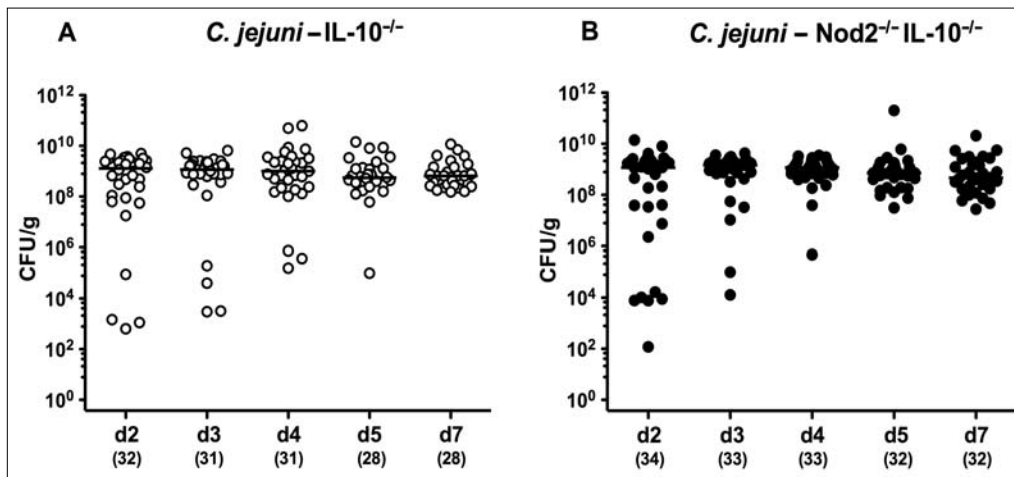 A
C. jejuni – IL-10⁻/⁻
CFU/g
10¹²
10¹⁰
10⁸
10⁶
10⁴
10²
10⁰
d2 d3 d4 d5 d7
(32) (31) (31) (28) (28)
B
C. jejuni – Nod2⁻/⁻ IL-10⁻/⁻
CFU/g
10¹²
10¹⁰
10⁸
10⁶
10⁴
10²
10⁰
d2 d3 d4 d5 d7
(34) (33) (33) (32) (32)